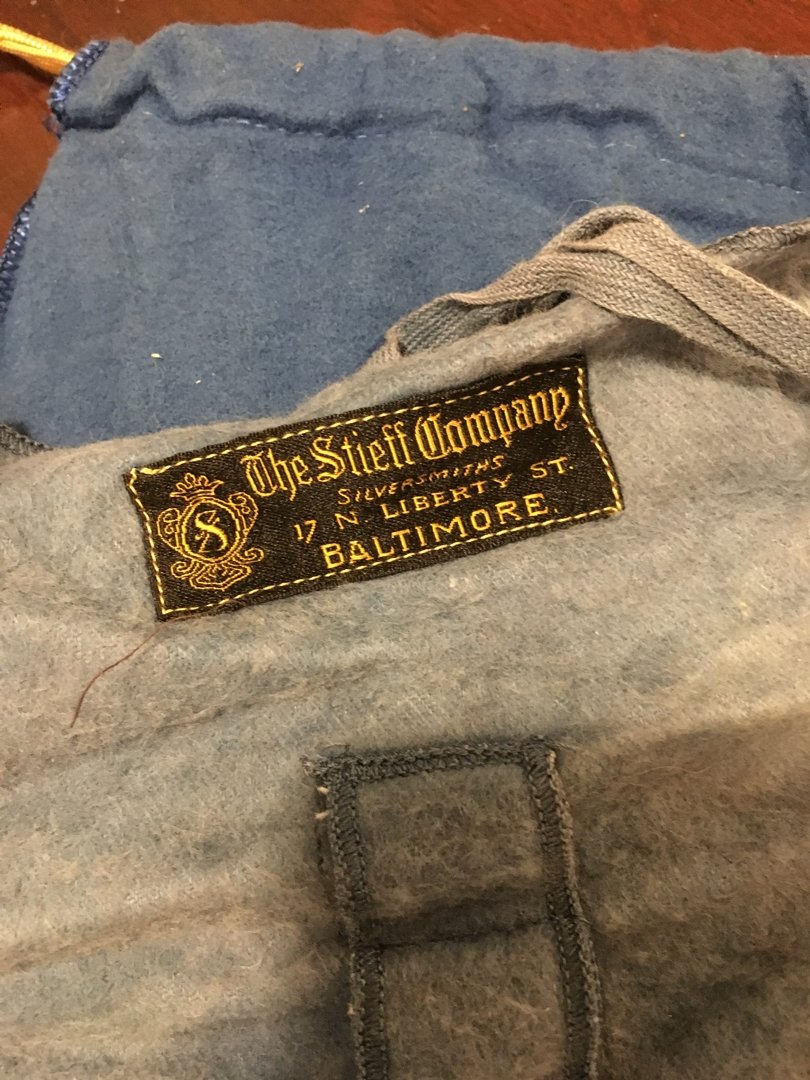 The Stieff Company
SILVERSMITHS
17 N. LIBERTY ST.
BALTIMORE.
S